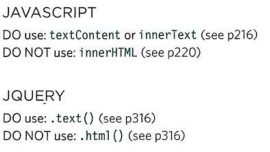 JAVASCRIPT
DO use: textContent or innerText (see p216)
DO NOT use: innerHTML (see p220)
JQUERY
DO use: .text() (see p316)
DO NOT use: .html() (see p316)